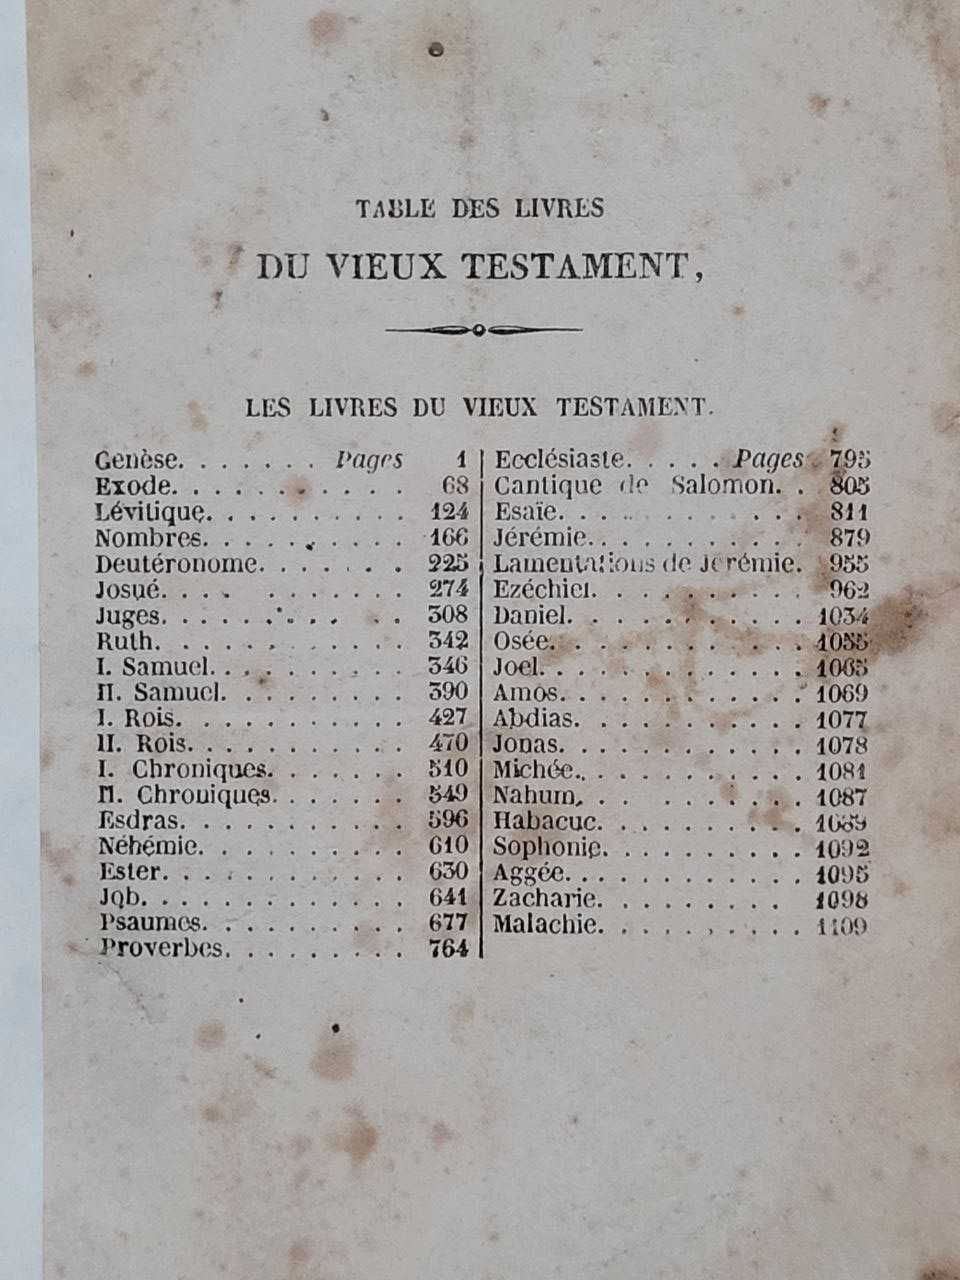 TABLE DES LIVRES
DU VIEUX TESTAMENT,
LES LIVRES DU VIEUX TESTAMENT.
Genèse. . . . . . . Pages 1
Exode. . . . . . . . . . 68
Lévitique. . . . . . . . . 124
Nombres. . . . . . . . . . 166
Deutéronome. . . . . . . 225
Josué. . . . . . . . . . 274
Juges. . . . . . . . . . 308
Ruth. . . . . . . . . . 342
I. Samuel. . . . . . . . . 346
II. Samuel. . . . . . . . 390
I. Rois. . . . . . . . . . 427
II. Rois. . . . . . . . . . 470
I. Chroniques. . . . . . 510
II. Chroniques. . . . . . 549
Esdras. . . . . . . . . . 596
Néhémie. . . . . . . . . 610
Ester. . . . . . . . . . 630
Job. . . . . . . . . . . 641
Psaumes. . . . . . . . . 677
Proverbes. . . . . . . . 764
Ecclésiaste. . . . . Pages 795
Cantique de Salomon. . 805
Esaïe. . . . . . . . . . 811
Jérémie. . . . . . . . . 879
Lamentations de Jérémie. 955
Ezéchiel. . . . . . . . . 962
Daniel. . . . . . . . . . 1034
Osée. . . . . . . . . . . 1055
Joel. . . . . . . . . . . 1065
Amos. . . . . . . . . . 1069
Abdias. . . . . . . . . 1077
Jonas. . . . . . . . . . 1078
Michée. . . . . . . . . 1081
Nahum. . . . . . . . . 1087
Habacuc. . . . . . . . 1089
Sophonie. . . . . . . . 1092
Aggée. . . . . . . . . . 1095
Zacharie. . . . . . . . 1098
Malachie. . . . . . . . 1109